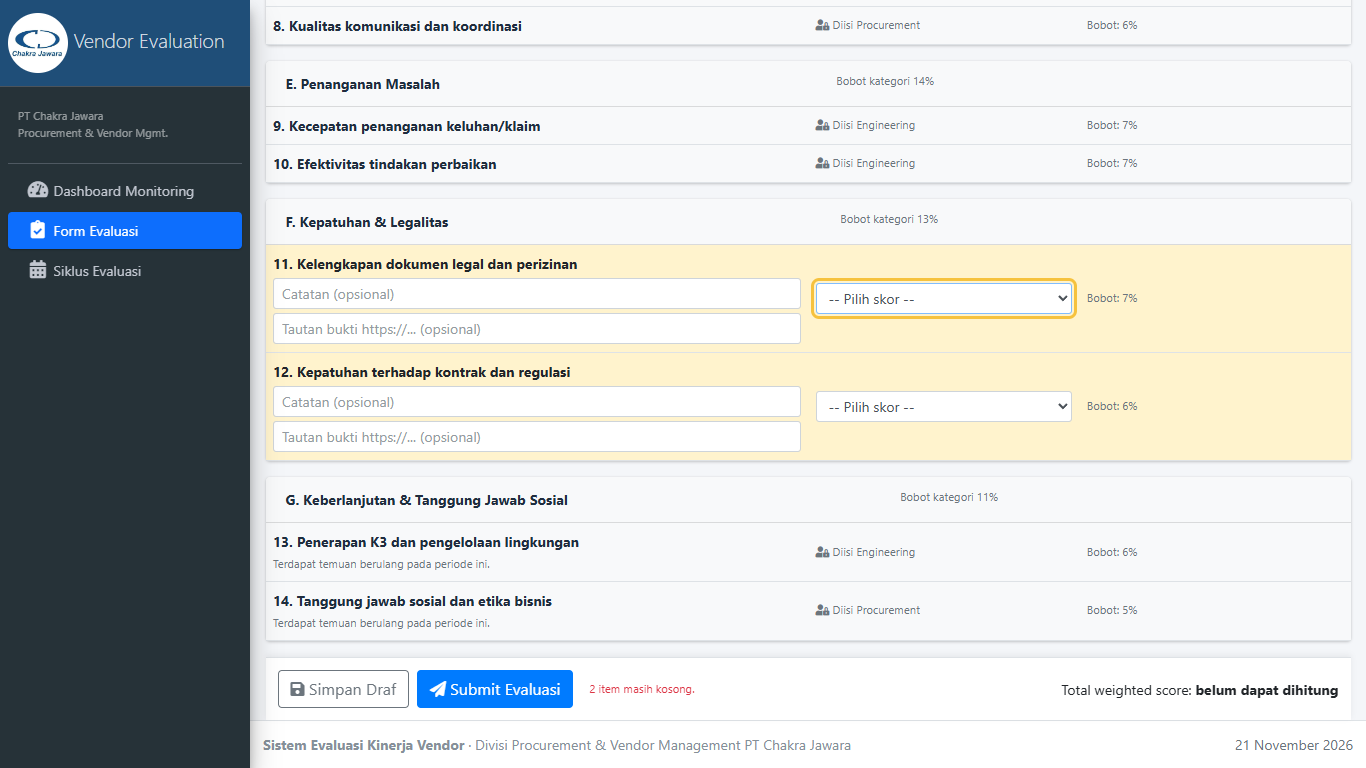 Chakra Jawara
Vendor Evaluation
PT Chakra Jawara
Procurement & Vendor Mgmt.
Dashboard Monitoring
Form Evaluasi
Siklus Evaluasi
8. Kualitas komunikasi dan koordinasi Diisi Procurement Bobot: 6%
E. Penanganan Masalah Bobot kategori 14%
9. Kecepatan penanganan keluhan/klaim Diisi Engineering Bobot: 7%
10. Efektivitas tindakan perbaikan Diisi Engineering Bobot: 7%
F. Kepatuhan & Legalitas Bobot kategori 13%
11. Kelengkapan dokumen legal dan perizinan
Catatan (opsional) -- Pilih skor -- Bobot: 7%
Tautan bukti https://... (opsional)
12. Kepatuhan terhadap kontrak dan regulasi
Catatan (opsional) -- Pilih skor -- Bobot: 6%
Tautan bukti https://... (opsional)
G. Keberlanjutan & Tanggung Jawab Sosial Bobot kategori 11%
13. Penerapan K3 dan pengelolaan lingkungan Diisi Engineering Bobot: 6%
Terdapat temuan berulang pada periode ini.
14. Tanggung jawab sosial dan etika bisnis Diisi Procurement Bobot: 5%
Terdapat temuan berulang pada periode ini.
Simpan Draf Submit Evaluasi 2 item masih kosong. Total weighted score: belum dapat dihitung
Sistem Evaluasi Kinerja Vendor · Divisi Procurement & Vendor Management PT Chakra Jawara 21 November 2026